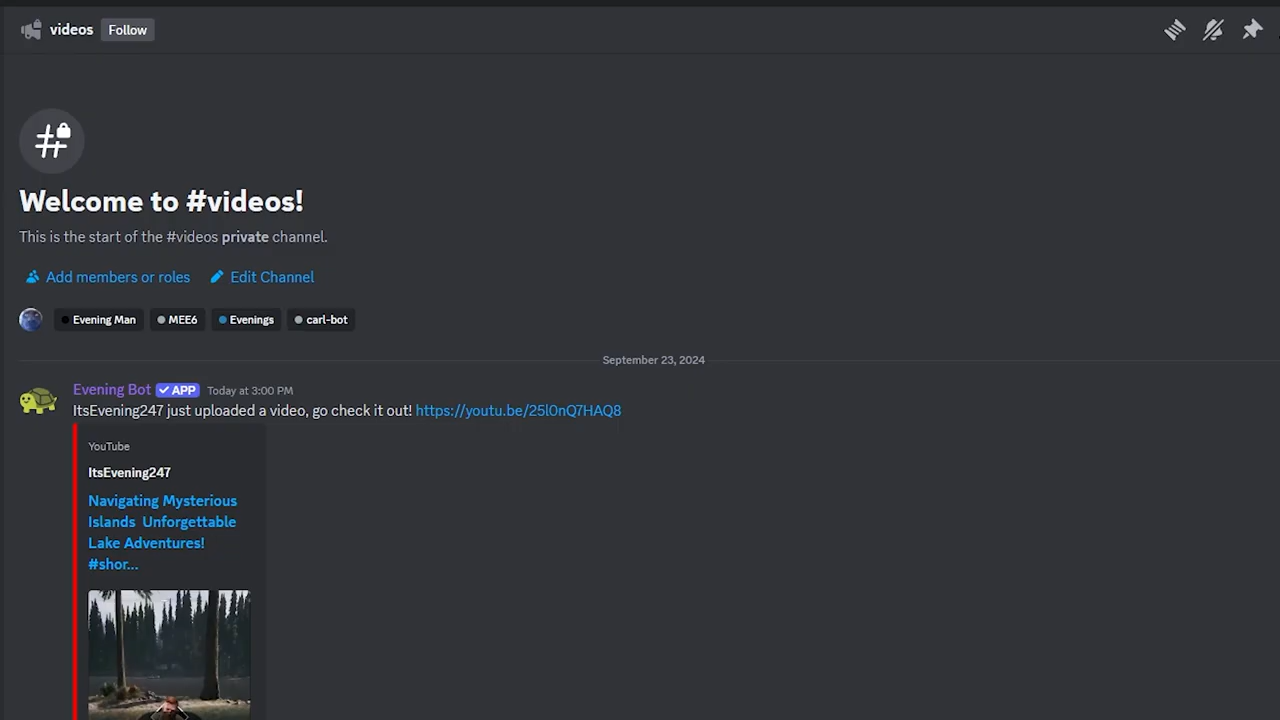 videos Follow
Welcome to #videos!
This is the start of the #videos private channel.
Add members or roles Edit Channel
Evening Man MEE6 Evenings carl-bot
September 23, 2024
Evening Bot APP Today at 3:00 PM
ItsEvening247 just uploaded a video, go check it out! https://youtu.be/25l0nQ7HAQ8
YouTube
ItsEvening247
Navigating Mysterious
Islands Unforgettable
Lake Adventures!
#shor...